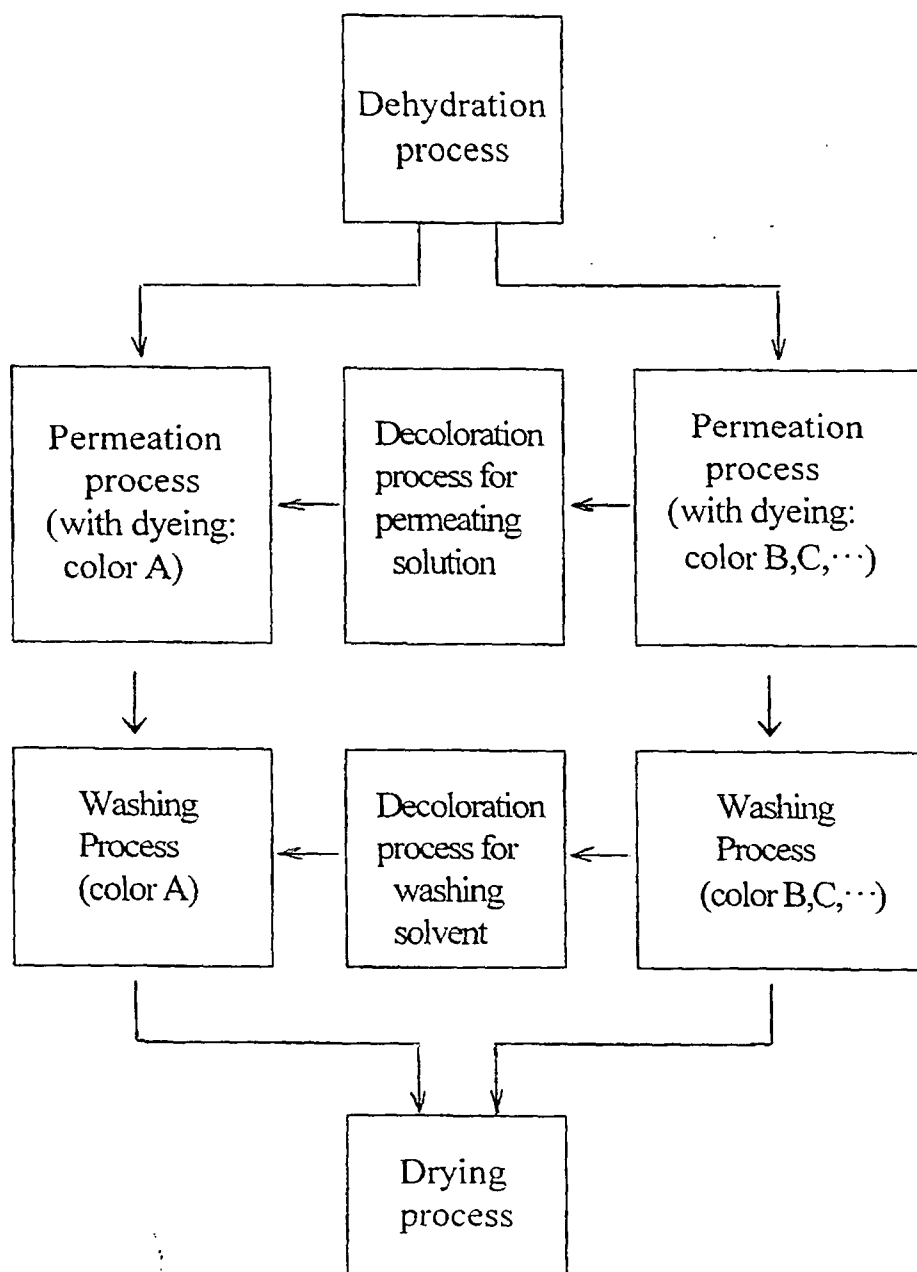 Dehydration
process
Permeation
process
(with dyeing:
color A)
Decoloration
process for
permeating
solution
Permeation
process
(with dyeing:
color B,C,···)
Washing
Process
(color A)
Decoloration
process for
washing
solvent
Washing
Process
(color B,C,···)
Drying
process